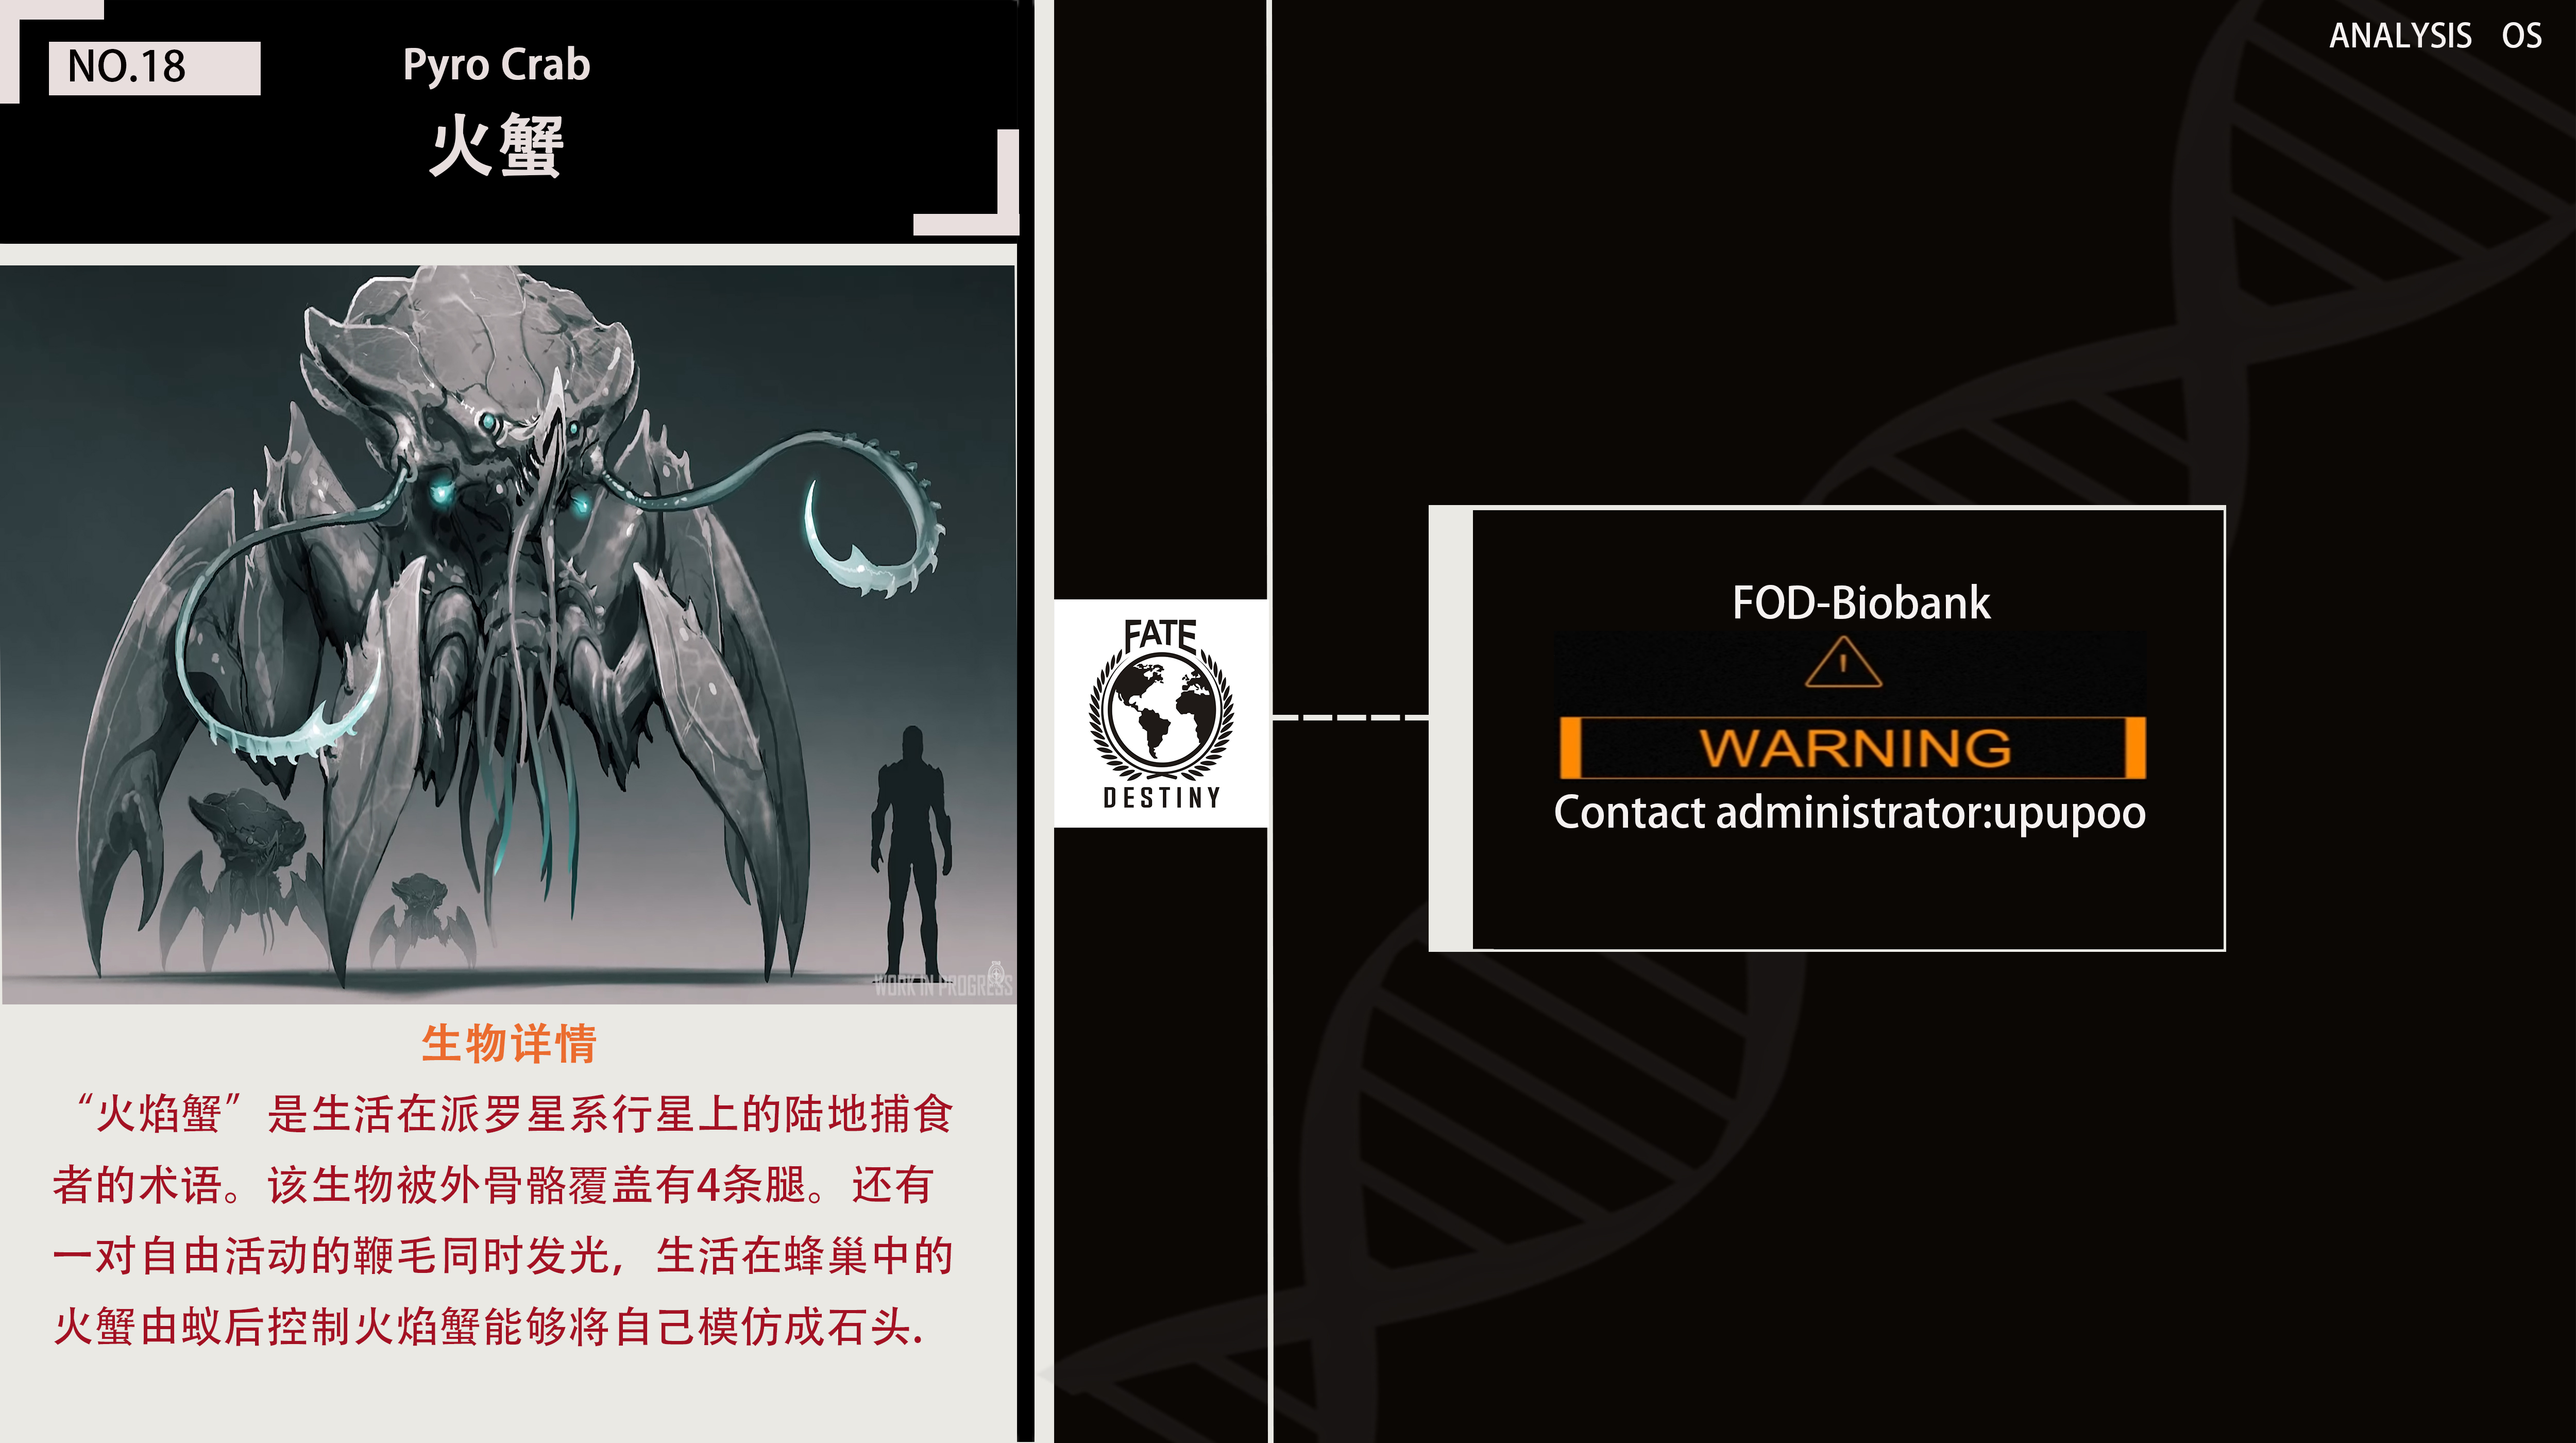 NO.18
Pyro Crab
火蟹
WORK IN PROGRESS
生物详情
“火焰蟹”是生活在派罗星系行星上的陆地捕食
者的术语。该生物被外骨骼覆盖有4条腿。还有
一对自由活动的鞭毛同时发光，生活在蜂巢中的
火蟹由蚁后控制火焰蟹能够将自己模仿成石头.
FATE
DESTINY
ANALYSIS OS
FOD-Biobank
!
WARNING
Contact administrator:upupoo